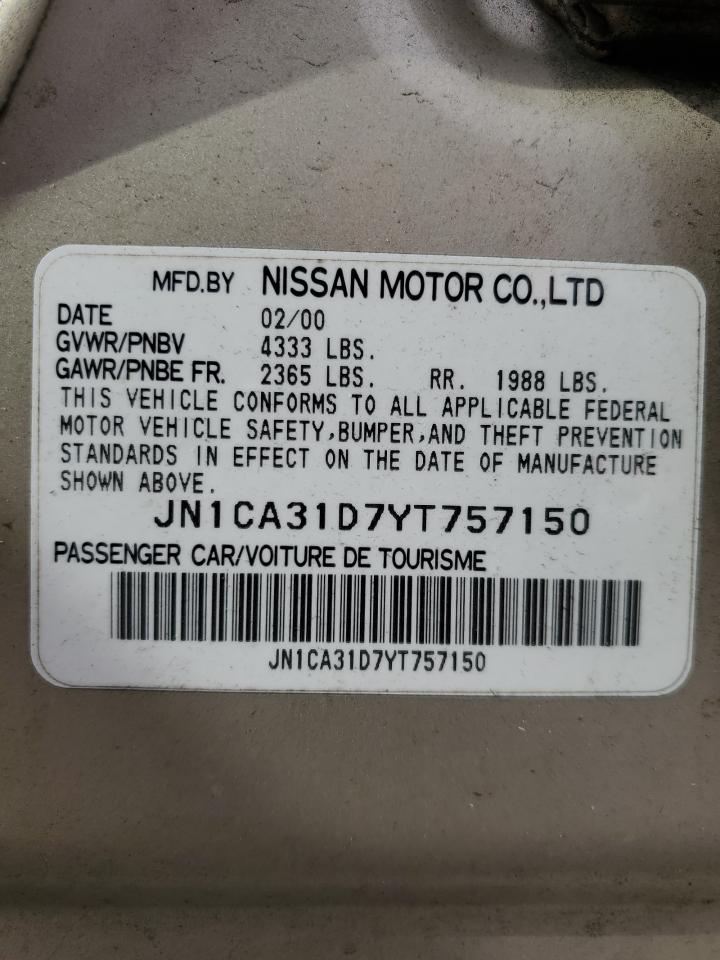 MFD.BY NISSAN MOTOR CO.,LTD
DATE 02/00
GVWR/PNBV 4333 LBS.
GAWR/PNBE FR. 2365 LBS. RR. 1988 LBS.
THIS VEHICLE CONFORMS TO ALL APPLICABLE FEDERAL
MOTOR VEHICLE SAFETY,BUMPER,AND THEFT PREVENTION
STANDARDS IN EFFECT ON THE DATE OF MANUFACTURE
SHOWN ABOVE.
JN1CA31D7YT757150
PASSENGER CAR/VOITURE DE TOURISME
JN1CA31D7YT757150